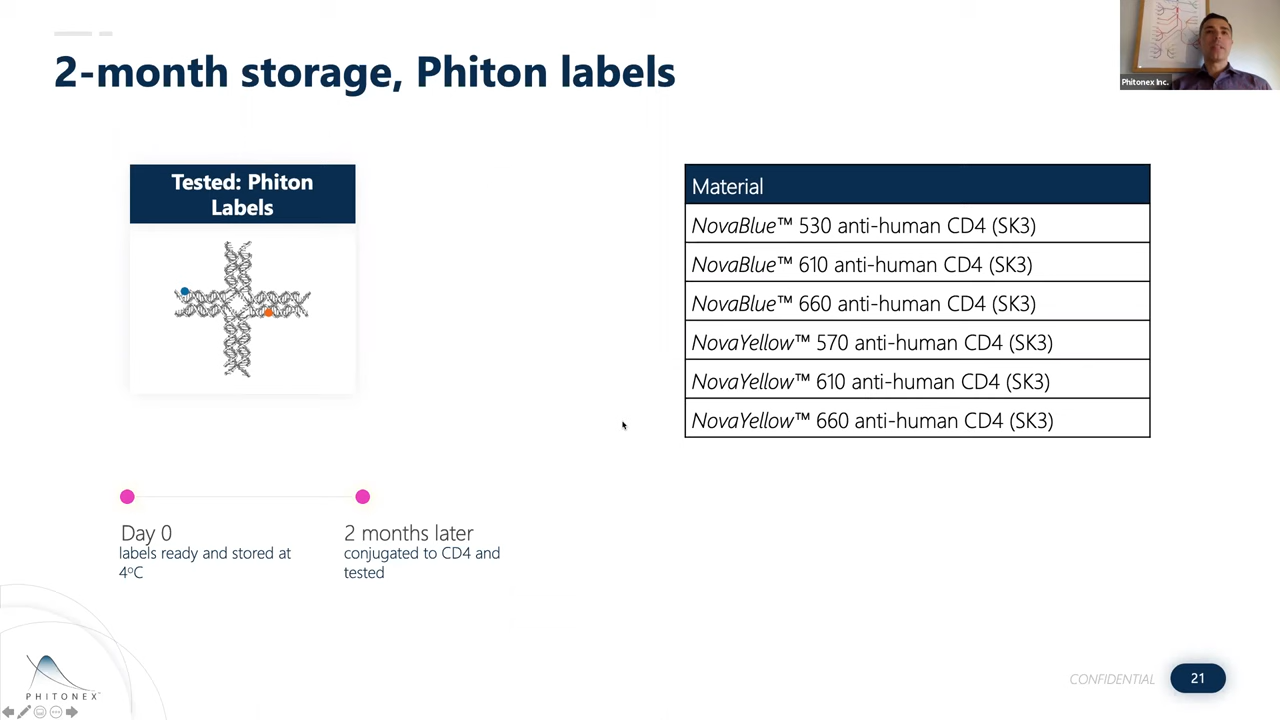 2-month storage, Phiton labels
Phitonex Inc.
Tested: Phiton
Labels
Material
NovaBlue™ 530 anti-human CD4 (SK3)
NovaBlue™ 610 anti-human CD4 (SK3)
NovaBlue™ 660 anti-human CD4 (SK3)
NovaYellow™ 570 anti-human CD4 (SK3)
NovaYellow™ 610 anti-human CD4 (SK3)
NovaYellow™ 660 anti-human CD4 (SK3)
Day 0
labels ready and stored at
4ºC
2 months later
conjugated to CD4 and
tested
PHITONEX
CONFIDENTIAL
21